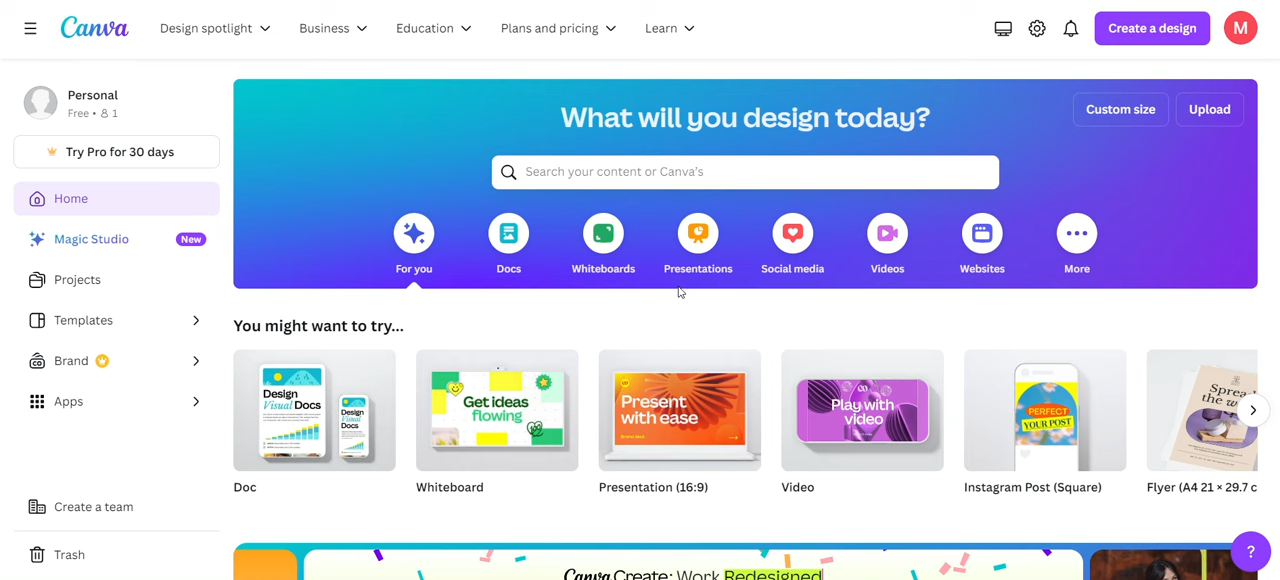 Canva
Design spotlight
Business
Education
Plans and pricing
Learn
Create a design
M
Personal
Free • 1
Try Pro for 30 days
Home
Magic Studio
New
Projects
Templates
Brand
Apps
Create a team
Trash
What will you design today?
Custom size
Upload
Search your content or Canva's
For you
Docs
Whiteboards
Presentations
Social media
Videos
Websites
More
You might want to try...
Design
Visual Docs
Design
Visual
Docs
Doc
Get ideas
flowing
Whiteboard
Present
with ease
Presentation (16:9)
Play with
video
Video
PERFECT
YOUR POST
Instagram Post (Square)
Sprea
the w
Flyer (A4 21 × 29.7 c
Canva Create: Work Redesigned
?